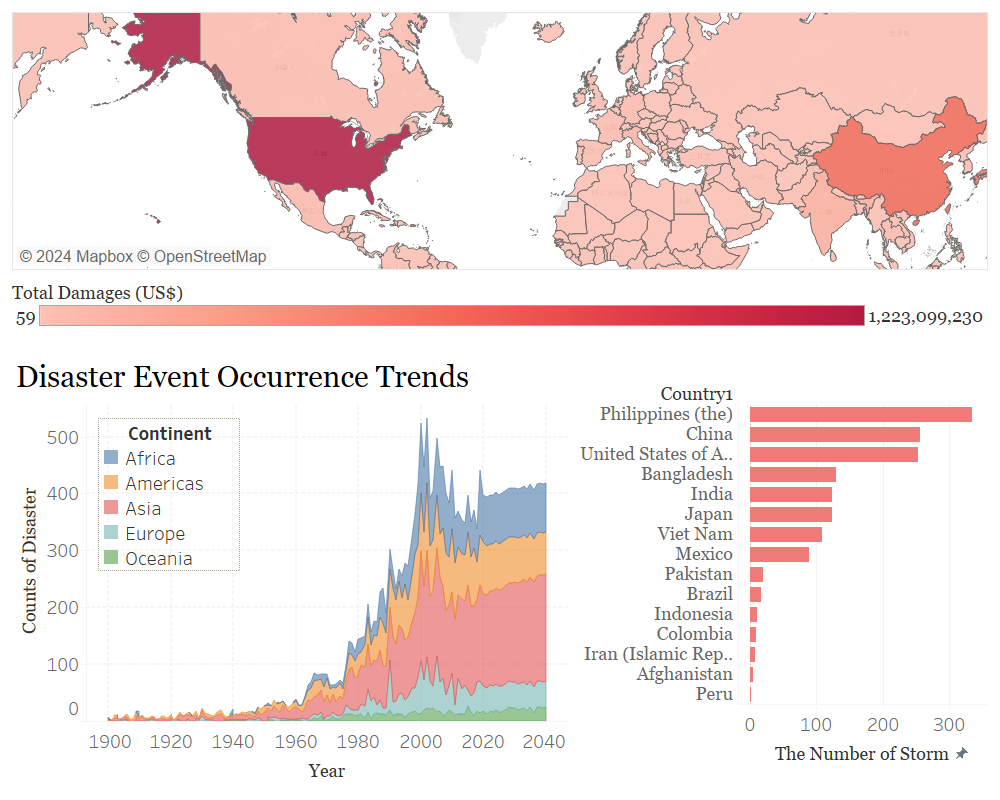 © 2024 Mapbox © OpenStreetMap
Total Damages (US$)
59
1,223,099,230
Disaster Event Occurrence Trends
Continent
Africa
Americas
Asia
Europe
Oceania
Counts of Disaster
500
400
300
200
100
0
1900 1920 1940 1960 1980 2000 2020 2040
Year
Country1
Philippines (the)
China
United States of A..
Bangladesh
India
Japan
Viet Nam
Mexico
Pakistan
Brazil
Indonesia
Colombia
Iran (Islamic Rep..
Afghanistan
Peru
0 100 200 300
The Number of Storm